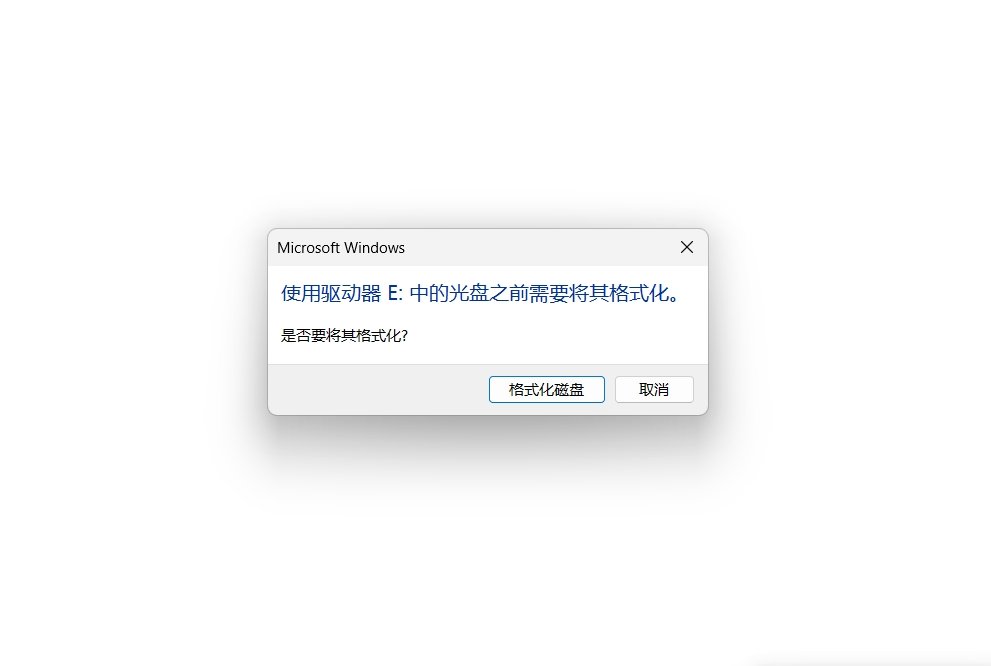 Microsoft Windows
使用驱动器 E: 中的光盘之前需要将其格式化。
是否要将其格式化?
格式化磁盘
取消